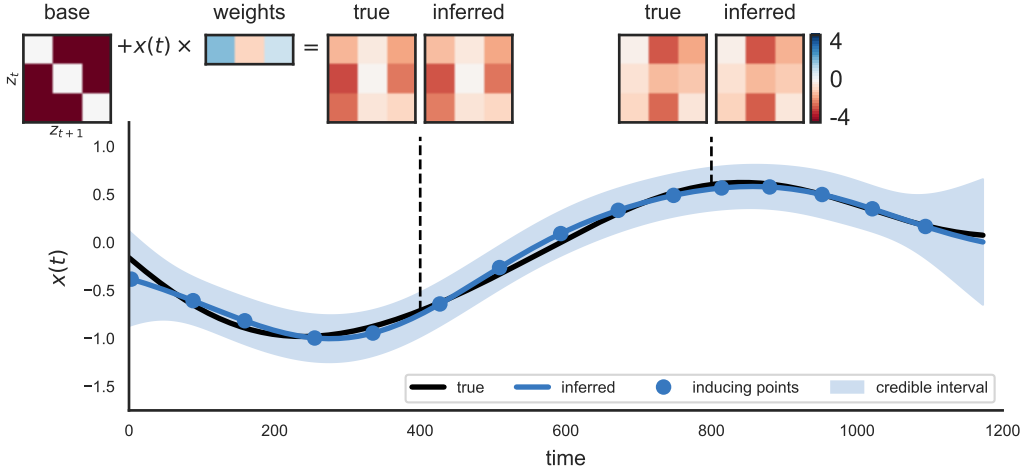 base
weights
true
inferred
true
inferred
z_t
z_{t+1}
+x(t) ×
=
4
0
-4
1.0
0.5
0.0
−0.5
−1.0
−1.5
x(t)
true
inferred
inducing points
credible interval
0
200
400
600
800
1000
1200
time